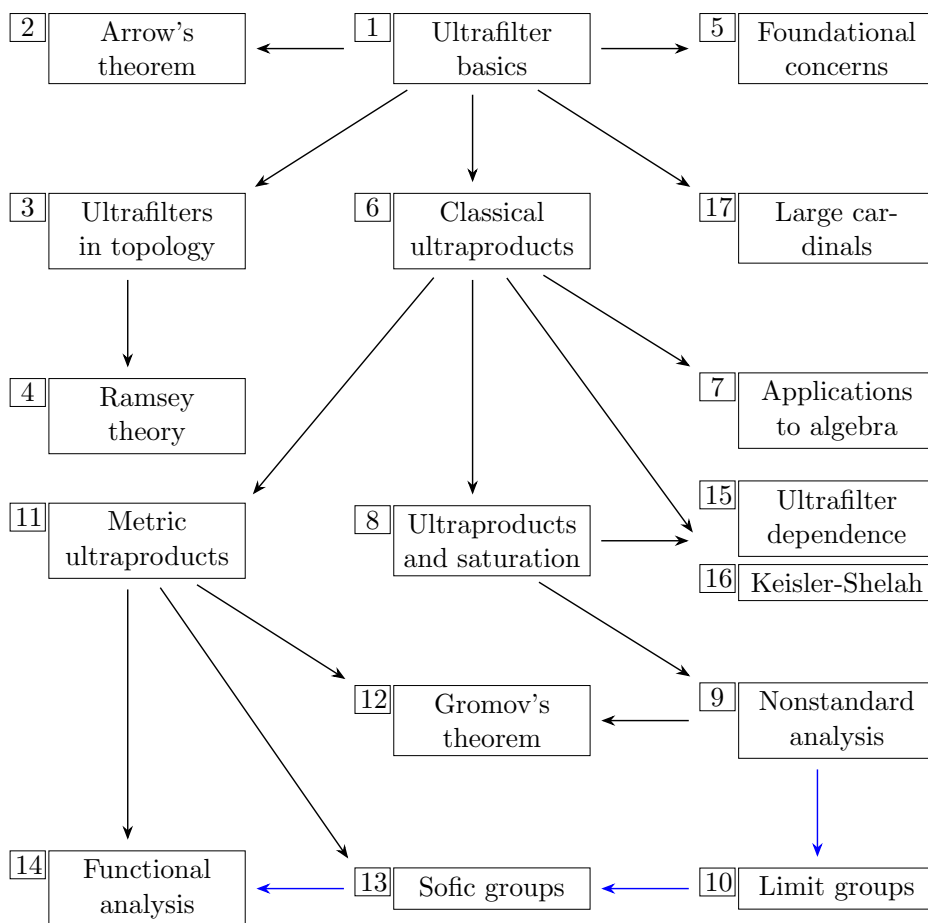 2
Arrow's
theorem
1
Ultrafilter
basics
5
Foundational
concerns
3
Ultrafilters
in topology
6
Classical
ultraproducts
17
Large car-
dinals
4
Ramsey
theory
7
Applications
to algebra
11
Metric
ultraproducts
8
Ultraproducts
and saturation
15
Ultrafilter
dependence
16
Keisler-Shelah
12
Gromov's
theorem
9
Nonstandard
analysis
14
Functional
analysis
13
Sofic groups
10
Limit groups